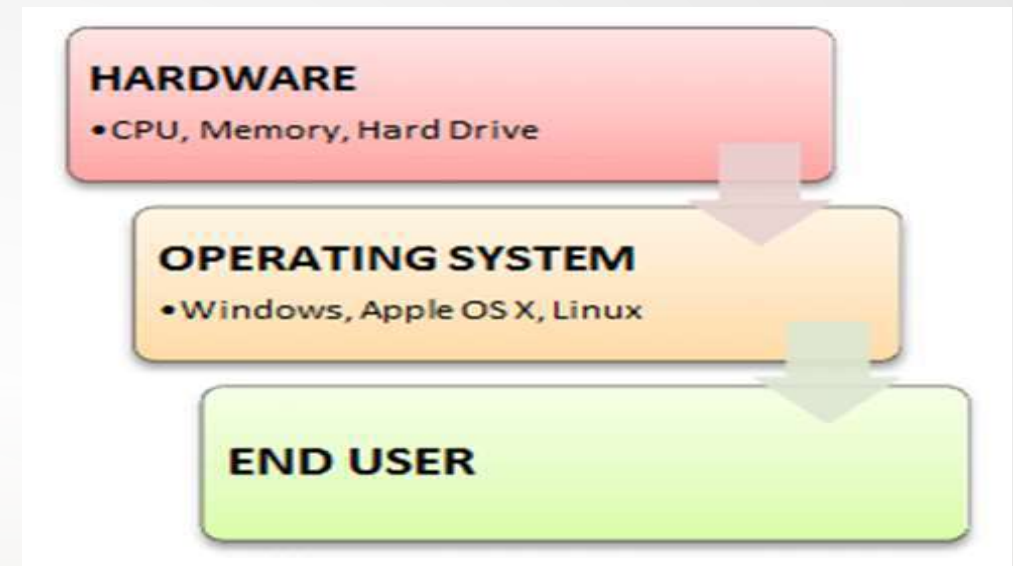 HARDWARE
•CPU, Memory, Hard Drive
OPERATING SYSTEM
•Windows, Apple OS X, Linux
END USER